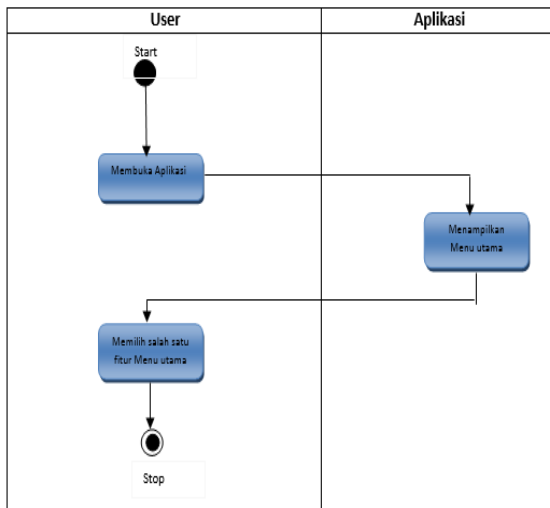 User
Aplikasi
Start
Membuka Aplikasi
Menampilkan
Menu utama
Memilih salah satu
fitur Menu utama
Stop